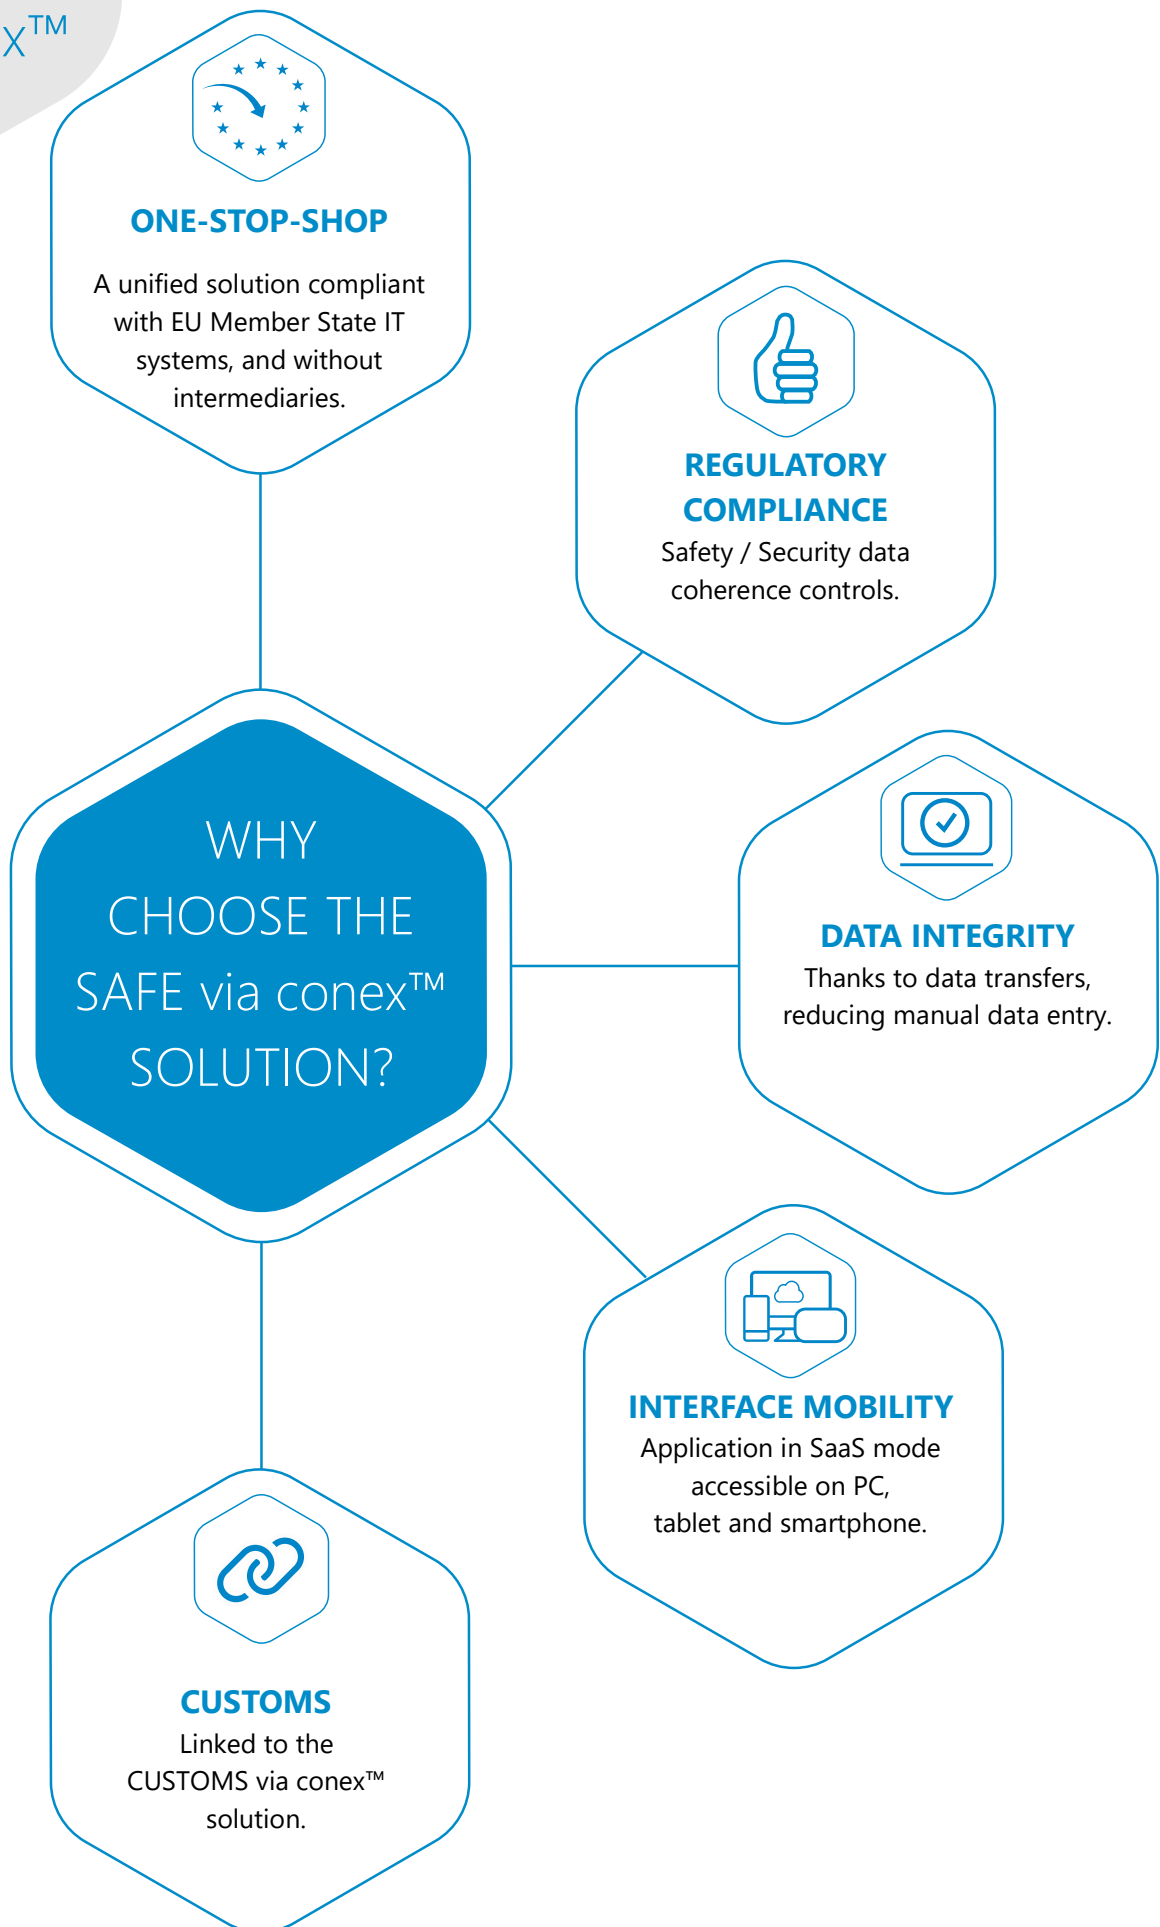 X™
ONE-STOP-SHOP
A unified solution compliant
with EU Member State IT
systems, and without
intermediaries.
REGULATORY
COMPLIANCE
Safety / Security data
coherence controls.
WHY
CHOOSE THE
SAFE via conex™
SOLUTION?
DATA INTEGRITY
Thanks to data transfers,
reducing manual data entry.
INTERFACE MOBILITY
Application in SaaS mode
accessible on PC,
tablet and smartphone.
CUSTOMS
Linked to the
CUSTOMS via conex™
solution.